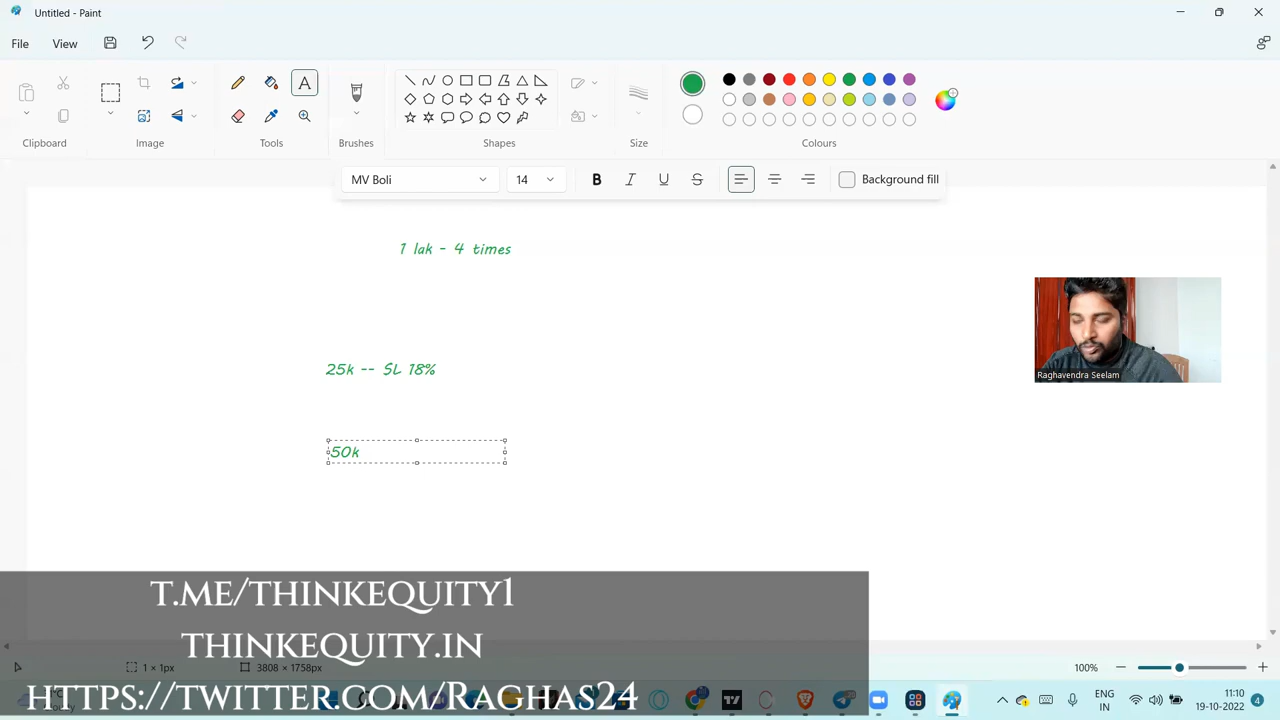 Untitled - Paint
File
View
Clipboard
Image
Tools
Brushes
Shapes
Size
Colours
MV Boli
14
B
I
U
S
Background fill
1 lak - 4 times
25k -- SL 18%
50k
Raghavendra Seelam
T.ME/THINKEQUITY1
THINKEQUITY.IN
HTTPS://TWITTER.COM/RAGHAS24
1 × 1px
3808 × 1758px
100%
ENG
IN
11:10
19-10-2022
4